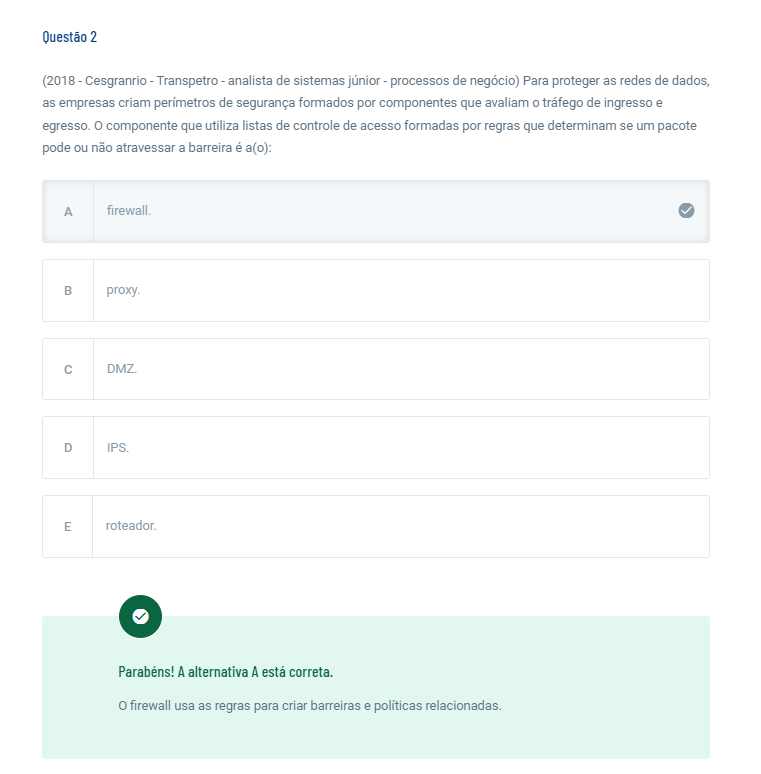 Questão 2
(2018 - Cesgranrio - Transpetro - analista de sistemas júnior - processos de negócio) Para proteger as redes de dados,
as empresas criam perímetros de segurança formados por componentes que avaliam o tráfego de ingresso e
egresso. O componente que utiliza listas de controle de acesso formadas por regras que determinam se um pacote
pode ou não atravessar a barreira é a(o):
A firewall.
B proxy.
C DMZ.
D IPS.
E roteador.
Parabéns! A alternativa A está correta.
O firewall usa as regras para criar barreiras e políticas relacionadas.